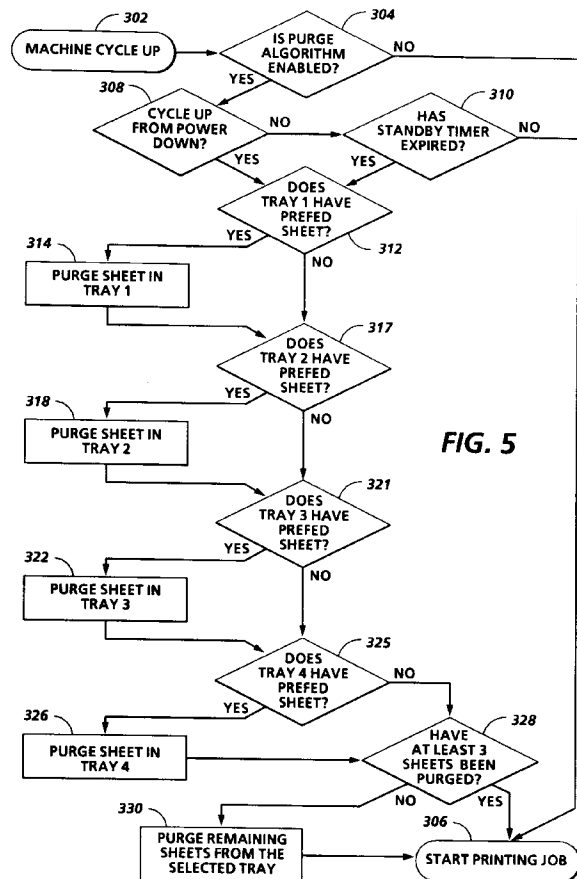 302
MACHINE CYCLE UP
304
IS PURGE
ALGORITHM
ENABLED?
NO
YES
308
CYCLE UP
FROM POWER
DOWN?
NO
YES
310
HAS
STANDBY TIMER
EXPIRED?
NO
YES
DOES
TRAY 1 HAVE
PREFED
SHEET?
312
YES
NO
314
PURGE SHEET IN
TRAY 1
317
DOES
TRAY 2 HAVE
PREFED
SHEET?
YES
NO
318
PURGE SHEET IN
TRAY 2
FIG. 5
321
DOES
TRAY 3 HAVE
PREFED
SHEET?
YES
NO
322
PURGE SHEET IN
TRAY 3
325
DOES
TRAY 4 HAVE
PREFED
SHEET?
NO
YES
326
PURGE SHEET IN
TRAY 4
328
HAVE
AT LEAST 3
SHEETS BEEN
PURGED?
NO
YES
330
PURGE REMAINING
SHEETS FROM THE
SELECTED TRAY
306
START PRINTING JOB